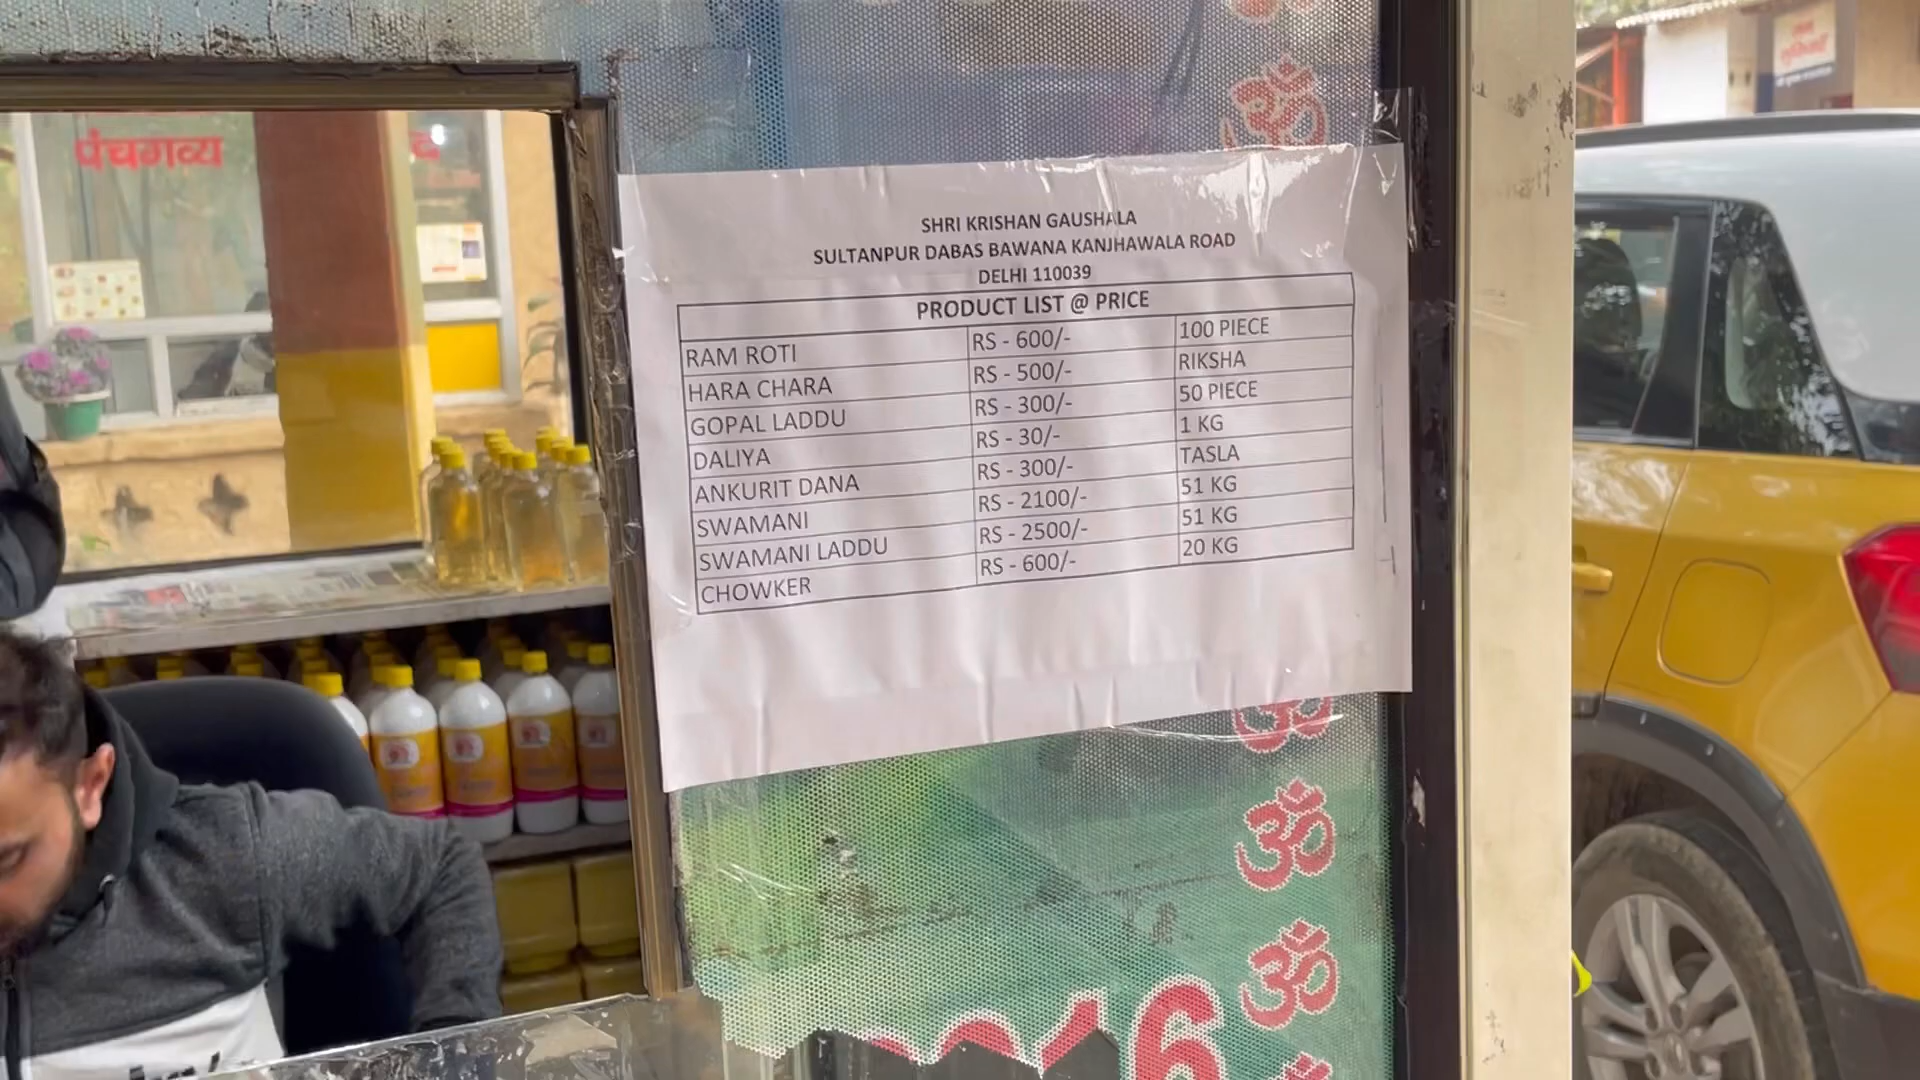 पंचगव्य
SHRI KRISHAN GAUSHALA
SULTANPUR DABAS BAWANA KANJHAWALA ROAD
DELHI 110039
PRODUCT LIST @ PRICE
RAM ROTI RS - 600/- 100 PIECE
HARA CHARA RS - 500/- RIKSHA
GOPAL LADDU RS - 300/- 50 PIECE
DALIYA RS - 30/- 1 KG
ANKURIT DANA RS - 300/- TASLA
SWAMANI RS - 2100/- 51 KG
SWAMANI LADDU RS - 2500/- 51 KG
CHOWKER RS - 600/- 20 KG
ॐ
ॐ
ॐ
ॐ